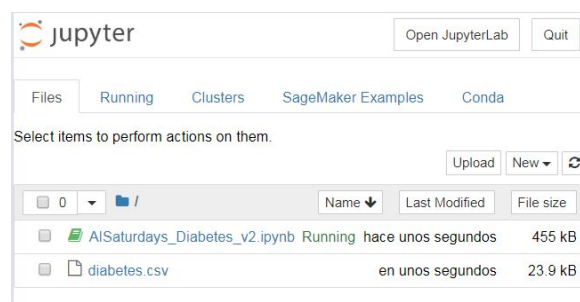 jupyter
Open JupyterLab Quit
Files Running Clusters SageMaker Examples Conda
Select items to perform actions on them.
Upload New
0 / Name Last Modified File size
AISaturdays_Diabetes_v2.ipynb Running hace unos segundos 455 kB
diabetes.csv en unos segundos 23.9 kB